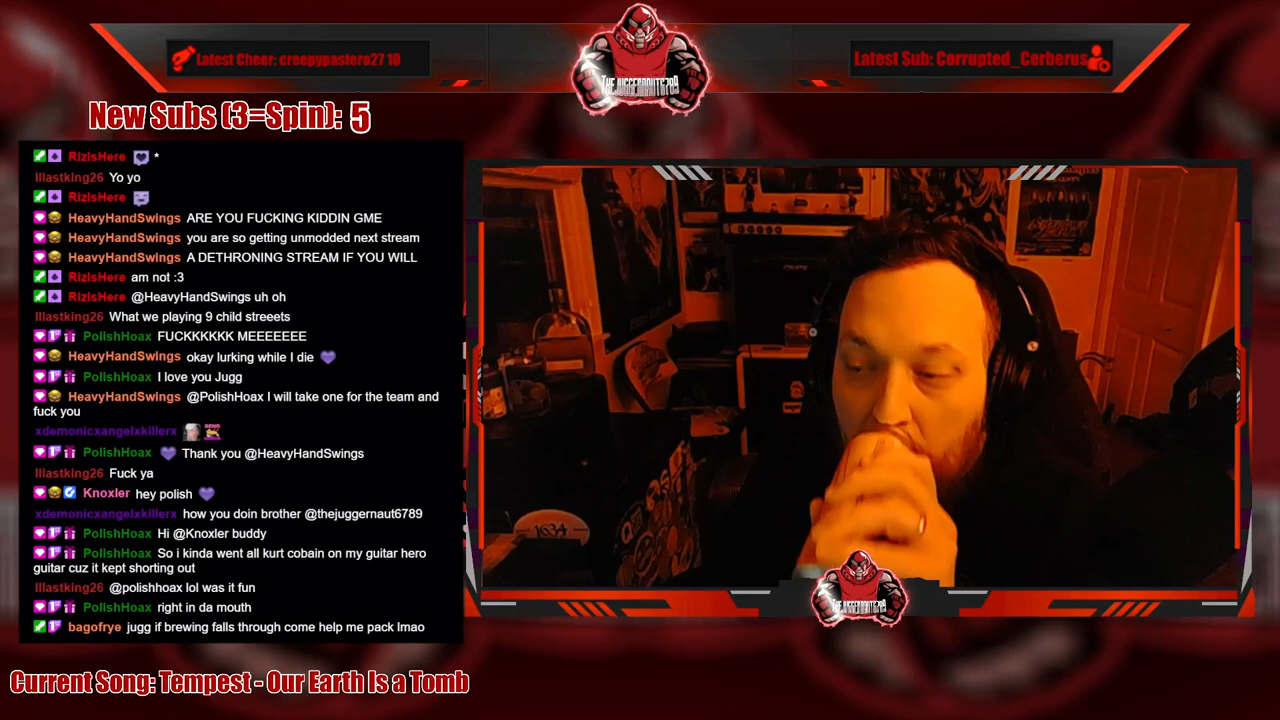 Latest Cheer: creepypastero27 10
THEJUGGERNAUT6789
Latest Sub: Corrupted_Cerberus
New Subs (3=Spin): 5
RizIsHere *
Illastking26 Yo yo
RizIsHere
HeavyHandSwings ARE YOU FUCKING KIDDIN GME
HeavyHandSwings you are so getting unmodded next stream
HeavyHandSwings A DETHRONING STREAM IF YOU WILL
RizIsHere am not :3
RizIsHere @HeavyHandSwings uh oh
Illastking26 What we playing 9 child streeets
PolishHoax FUCKKKKKK MEEEEEEE
HeavyHandSwings okay lurking while I die
PolishHoax I love you Jugg
HeavyHandSwings @PolishHoax I will take one for the team and
fuck you
xdemonicxangelxkillerx
PolishHoax Thank you @HeavyHandSwings
Illastking26 Fuck ya
Knoxler hey polish
xdemonicxangelxkillerx how you doin brother @thejuggernaut6789
PolishHoax Hi @Knoxler buddy
PolishHoax So i kinda went all kurt cobain on my guitar hero
guitar cuz it kept shorting out
Illastking26 @polishhoax lol was it fun
PolishHoax right in da mouth
bagofrye jugg if brewing falls through come help me pack lmao
1634
THEJUGGERNAUT6789
Current Song: Tempest - Our Earth Is a Tomb